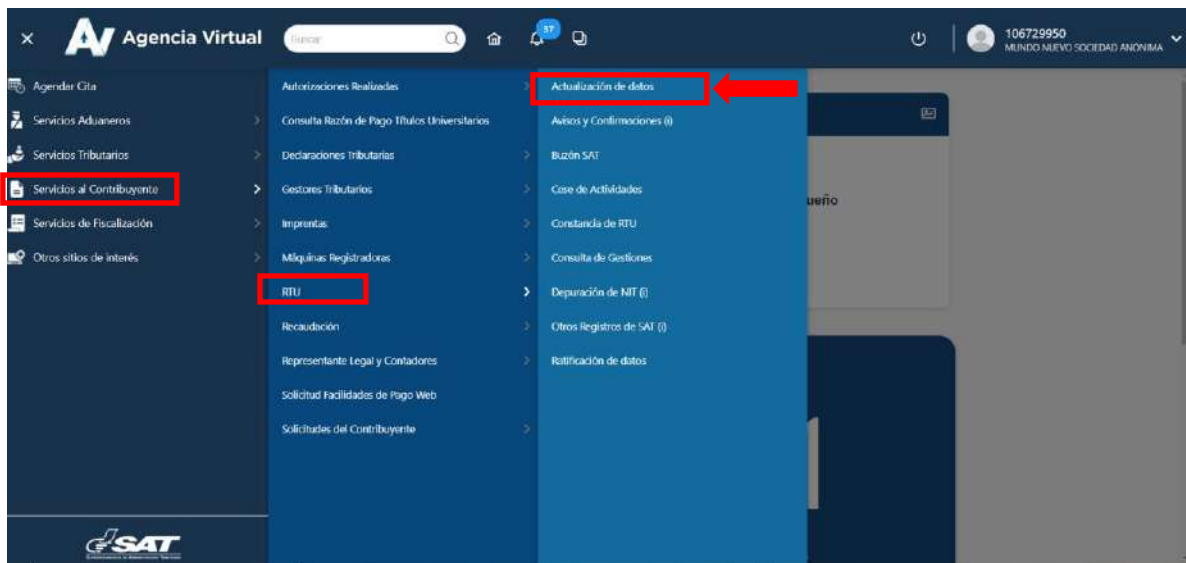 Agencia Virtual
Buscar
37
106729950
MUNDO NUEVO SOCIEDAD ANÓNIMA
Agendar Cita
Servicios Aduaneros
Servicios Tributarios
Servicios al Contribuyente
Servicios de Fiscalización
Otros sitios de interés
SAT
Autorizaciones Realizadas
Consulta Razón de Pago Títulos Universitarios
Declaraciones Tributarias
Gestores Tributarios
Imprentas
Máquinas Registradoras
RTU
Recaudación
Representante Legal y Contadores
Solicitud Facilidades de Pago Web
Solicitudes del Contribuyente
Actualización de datos
Avisos y Confirmaciones (i)
Buzón SAT
Cese de Actividades
Constancia de RTU
Consulta de Gestiones
Depuración de NIT (i)
Otros Registros de SAT (i)
Ratificación de datos
ueño